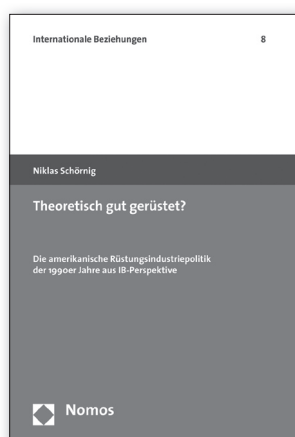 Internationale Beziehungen 8
Niklas Schörnig
Theoretisch gut gerüstet?
Die amerikanische Rüstungsindustriepolitik
der 1990er Jahre aus IB-Perspektive
Nomos